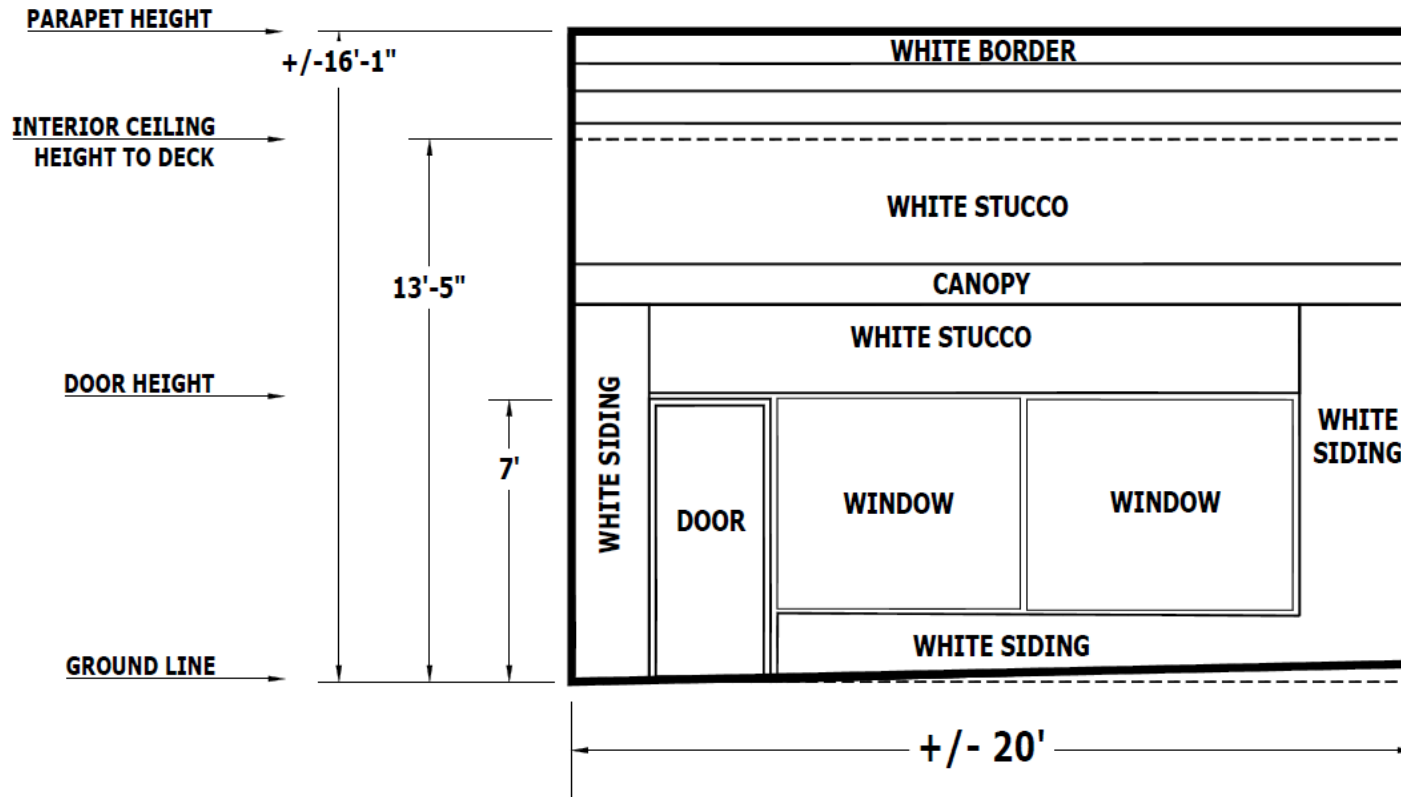 PARAPET HEIGHT
+/-16'-1"
WHITE BORDER
INTERIOR CEILING
HEIGHT TO DECK
WHITE STUCCO
13'-5"
CANOPY
WHITE STUCCO
DOOR HEIGHT
WHITE SIDING
WHITE
SIDING
7'
WINDOW
WINDOW
DOOR
WHITE SIDING
GROUND LINE
+/- 20'